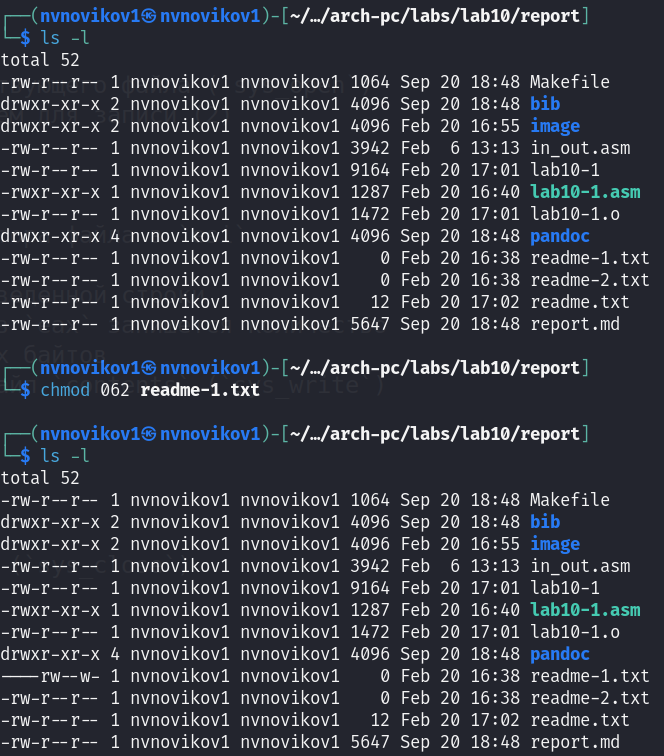 ┌──(nvnovikov1㉿nvnovikov1)-[~/…/arch-pc/labs/lab10/report]
└─$ ls -l
total 52
-rw-r--r-- 1 nvnovikov1 nvnovikov1 1064 Sep 20 18:48 Makefile
drwxr-xr-x 2 nvnovikov1 nvnovikov1 4096 Sep 20 18:48 bib
drwxr-xr-x 2 nvnovikov1 nvnovikov1 4096 Feb 20 16:55 image
-rw-r--r-- 1 nvnovikov1 nvnovikov1 3942 Feb  6 13:13 in_out.asm
-rw-r--r-- 1 nvnovikov1 nvnovikov1 9164 Feb 20 17:01 lab10-1
-rwxr-xr-x 1 nvnovikov1 nvnovikov1 1287 Feb 20 16:40 lab10-1.asm
-rw-r--r-- 1 nvnovikov1 nvnovikov1 1472 Feb 20 17:01 lab10-1.o
drwxr-xr-x 4 nvnovikov1 nvnovikov1 4096 Sep 20 18:48 pandoc
-rw-r--r-- 1 nvnovikov1 nvnovikov1    0 Feb 20 16:38 readme-1.txt
-rw-r--r-- 1 nvnovikov1 nvnovikov1    0 Feb 20 16:38 readme-2.txt
-rw-r--r-- 1 nvnovikov1 nvnovikov1   12 Feb 20 17:02 readme.txt
-rw-r--r-- 1 nvnovikov1 nvnovikov1 5647 Sep 20 18:48 report.md
┌──(nvnovikov1㉿nvnovikov1)-[~/…/arch-pc/labs/lab10/report]
└─$ chmod 062 readme-1.txt
┌──(nvnovikov1㉿nvnovikov1)-[~/…/arch-pc/labs/lab10/report]
└─$ ls -l
total 52
-rw-r--r-- 1 nvnovikov1 nvnovikov1 1064 Sep 20 18:48 Makefile
drwxr-xr-x 2 nvnovikov1 nvnovikov1 4096 Sep 20 18:48 bib
drwxr-xr-x 2 nvnovikov1 nvnovikov1 4096 Feb 20 16:55 image
-rw-r--r-- 1 nvnovikov1 nvnovikov1 3942 Feb  6 13:13 in_out.asm
-rw-r--r-- 1 nvnovikov1 nvnovikov1 9164 Feb 20 17:01 lab10-1
-rwxr-xr-x 1 nvnovikov1 nvnovikov1 1287 Feb 20 16:40 lab10-1.asm
-rw-r--r-- 1 nvnovikov1 nvnovikov1 1472 Feb 20 17:01 lab10-1.o
drwxr-xr-x 4 nvnovikov1 nvnovikov1 4096 Sep 20 18:48 pandoc
----rw--w- 1 nvnovikov1 nvnovikov1    0 Feb 20 16:38 readme-1.txt
-rw-r--r-- 1 nvnovikov1 nvnovikov1    0 Feb 20 16:38 readme-2.txt
-rw-r--r-- 1 nvnovikov1 nvnovikov1   12 Feb 20 17:02 readme.txt
-rw-r--r-- 1 nvnovikov1 nvnovikov1 5647 Sep 20 18:48 report.md